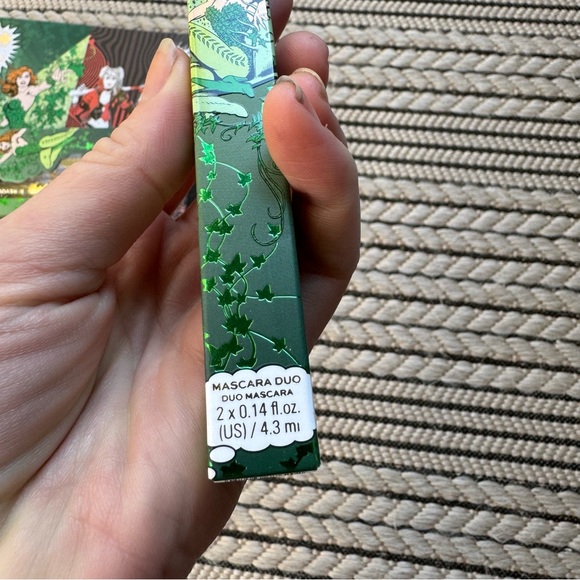 MASCARA DUO
DUO MASCARA
2 x 0.14 fl.oz.
(US) / 4.3 ml